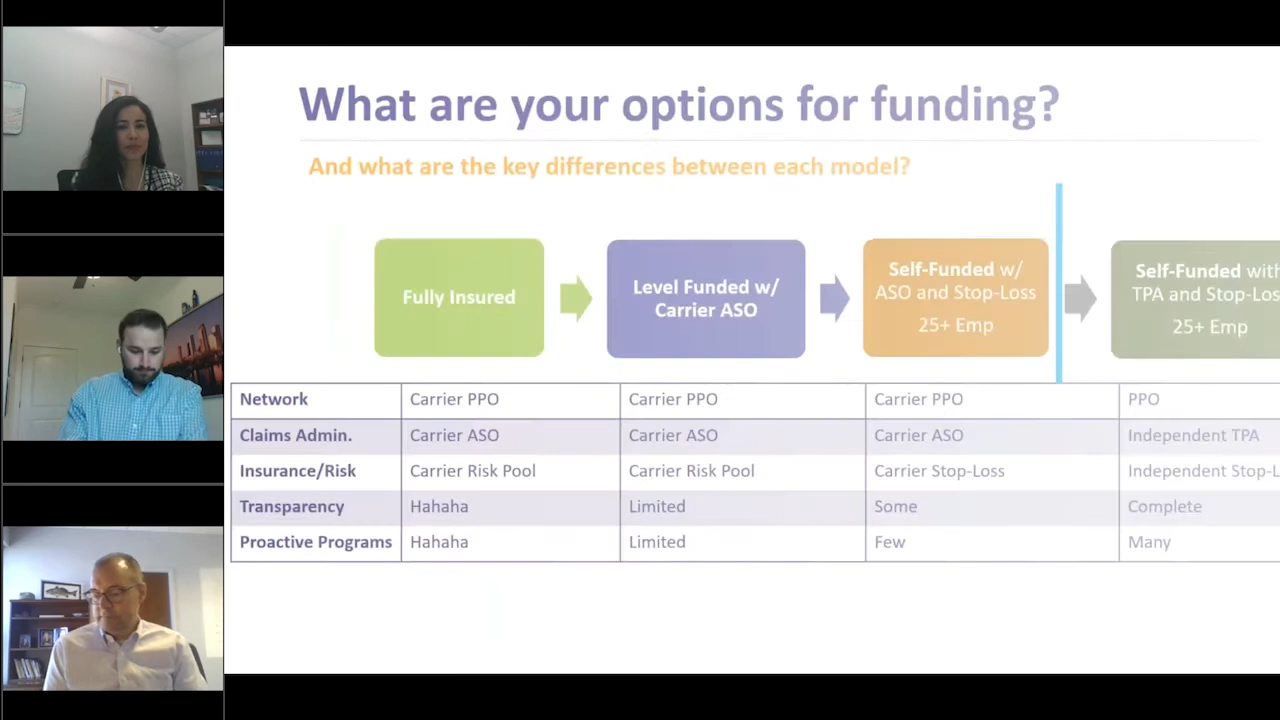 What are your options for funding?
And what are the key differences between each model?
Fully Insured
Level Funded w/
Carrier ASO
Self-Funded w/
ASO and Stop-Loss
25+ Emp
Self-Funded with
TPA and Stop-Los
25+ Emp
Network Carrier PPO Carrier PPO Carrier PPO PPO
Claims Admin. Carrier ASO Carrier ASO Carrier ASO Independent TPA
Insurance/Risk Carrier Risk Pool Carrier Risk Pool Carrier Stop-Loss Independent Stop-L
Transparency Hahaha Limited Some Complete
Proactive Programs Hahaha Limited Few Many